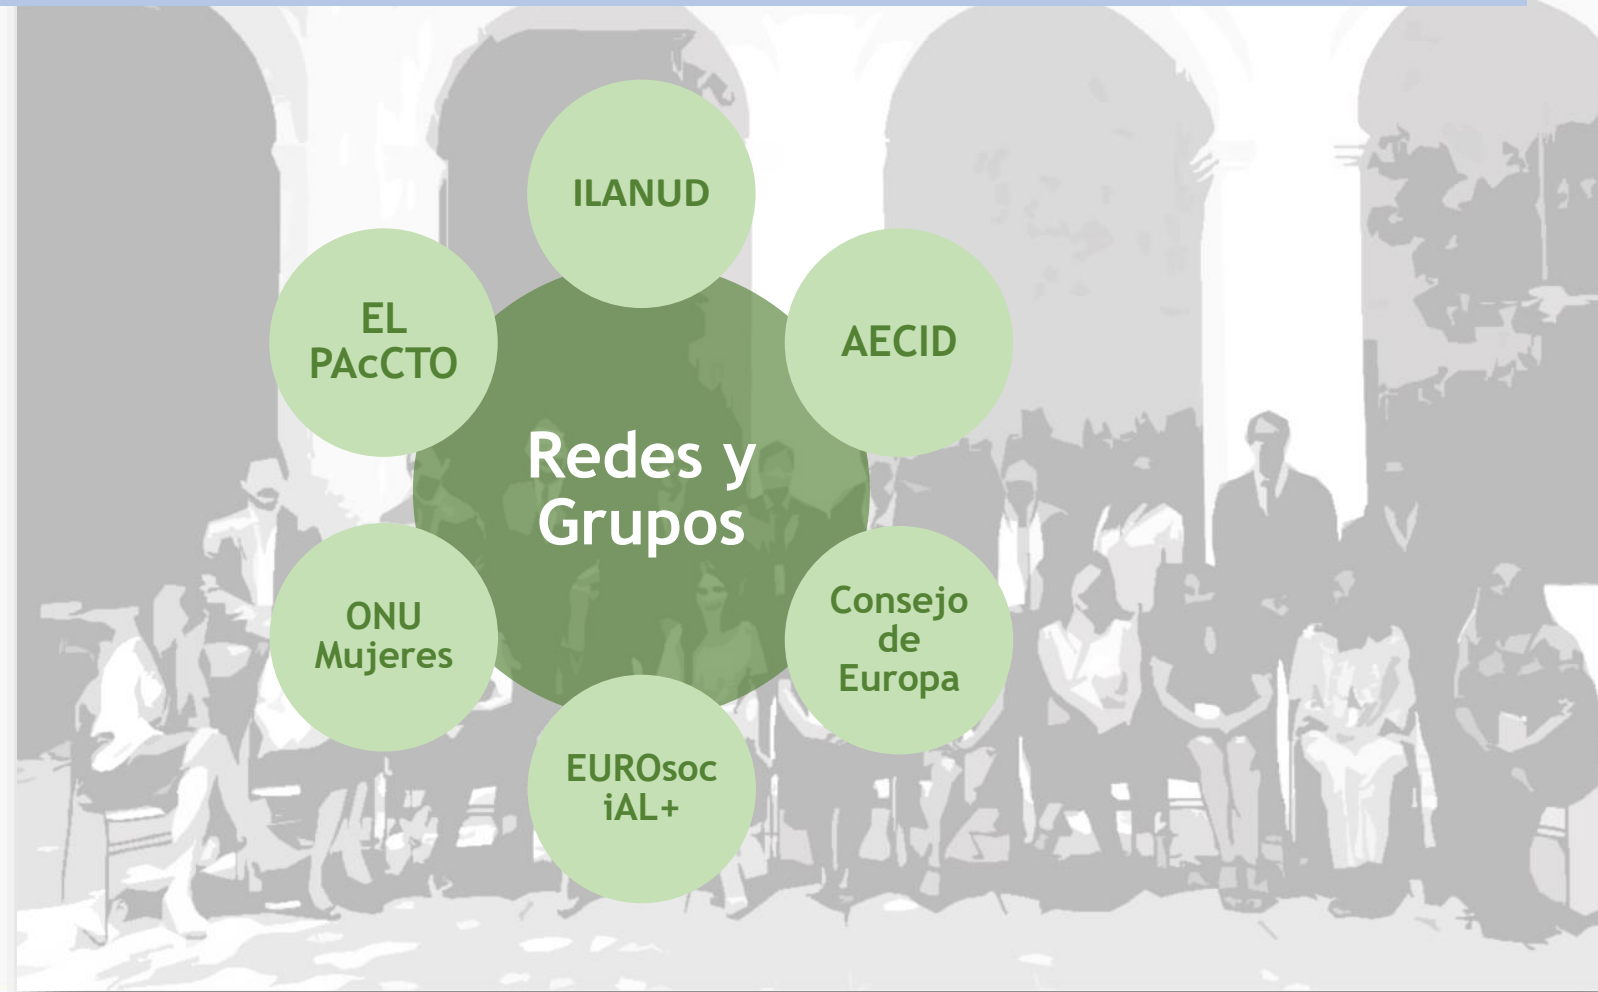 ILANUD
EL
PAcCTO
AECID
Redes y
Grupos
ONU
Mujeres
Consejo
de
Europa
EUROsoc
iAL+